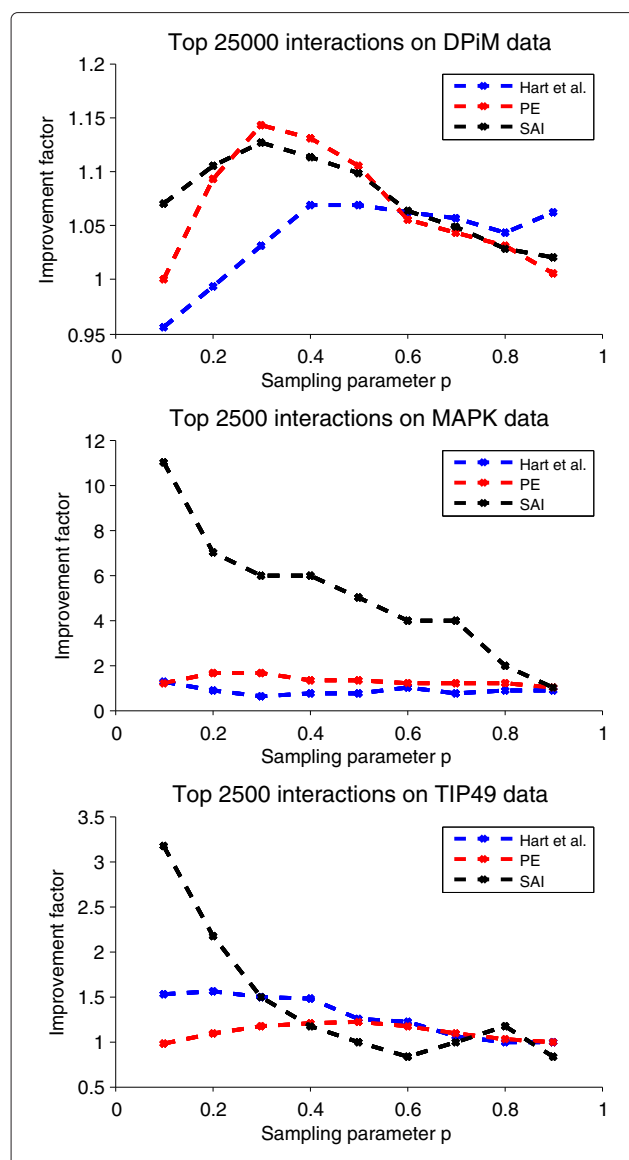 Top 25000 interactions on DPiM data
1.2
1.15
1.1
1.05
1
0.95
Improvement factor
Hart et al.
PE
SAI
0 0.2 0.4 0.6 0.8 1
Sampling parameter p
Top 2500 interactions on MAPK data
12
10
8
6
4
2
0
Improvement factor
Hart et al.
PE
SAI
0 0.2 0.4 0.6 0.8 1
Sampling parameter p
Top 2500 interactions on TIP49 data
3.5
3
2.5
2
1.5
1
0.5
Improvement factor
Hart et al.
PE
SAI
0 0.2 0.4 0.6 0.8 1
Sampling parameter p